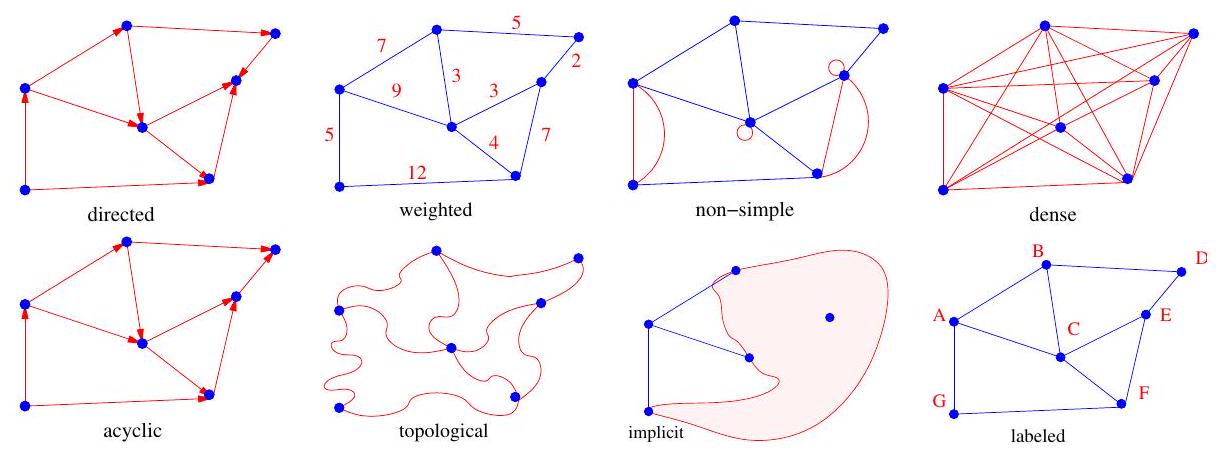 5
7
2
3
9
3
5
7
4
12
directed
weighted
non−simple
dense
B
D
A
E
C
G
F
acyclic
topological
implicit
labeled